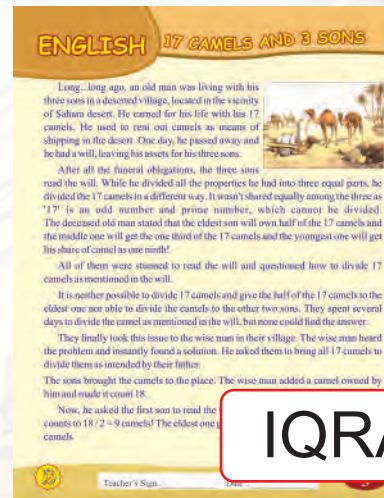 ENGLISH 17 CAMELS AND 3 SONS
Long...long ago, an old man was living with his
three sons in a deserted village, located in the vicinity
of Sahara desert. He earned for his life with his 17
camels. He used to rent out camels as means of
shipping in the desert. One day, he passed away and
he had a will, leaving his assets for his three sons.
After all the funeral obligations, the three sons
read the will. While he divided all the properties he had into three equal parts, he
divided the 17 camels in a different way. It wasn't shared equally among the three as
'17' is an odd number and prime number, which cannot be divided.
The deceased old man stated that the eldest son will own half of the 17 camels and
the middle one will get the one third of the 17 camels and the youngest one will get
his share of camel as one ninth!
All of them were stunned to read the will and questioned how to divide 17
camels as mentioned in the will.
It is neither possible to divide 17 camels and give the half of the 17 camels to the
eldest one nor able to divide the camels to the other two sons. They spent several
days to divide the camel as mentioned in the will, but none could find the answer.
They finally took this issue to the wise man in their village. The wise man heard
the problem and instantly found a solution. He asked them to bring all 17 camels to
divide them as intended by their father.
The sons brought the camels to the place. The wise man added a camel owned by
him and made it count 18.
Now, he asked the first son to read the
counts to 18 / 2 = 9 camels! The eldest one
camels.
IQRA
Teacher's Sign